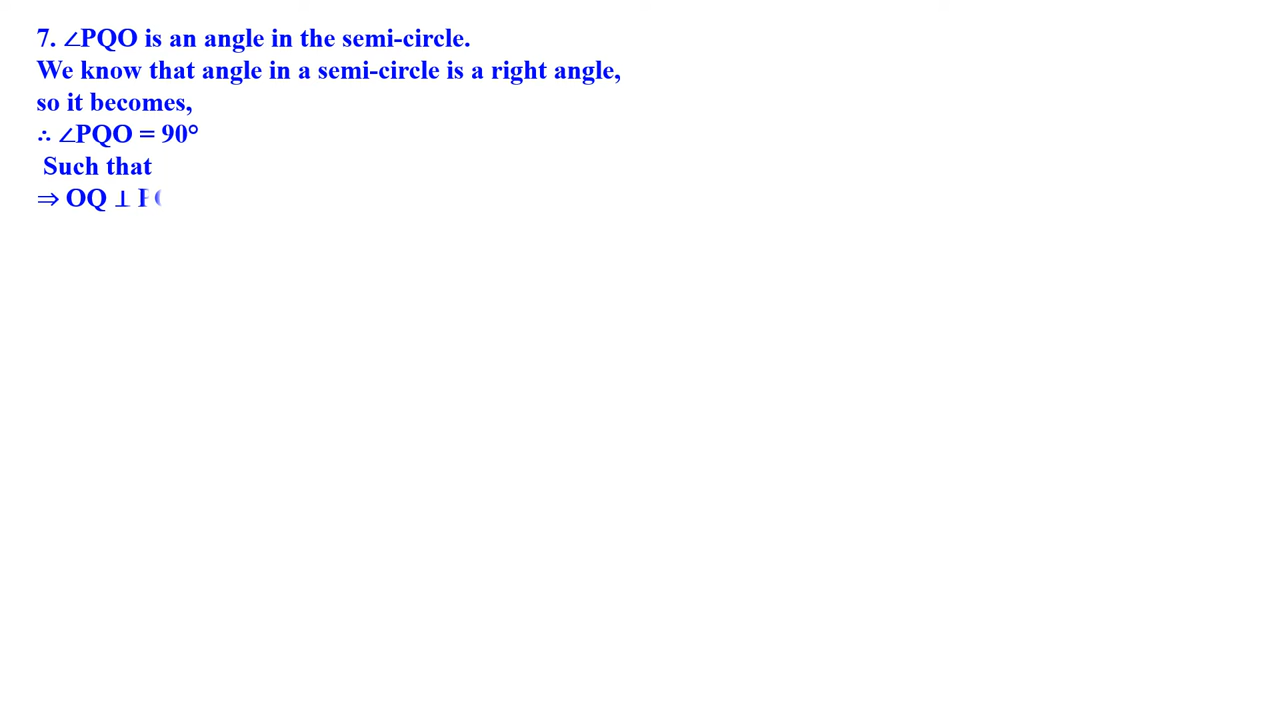 7. ∠PQO is an angle in the semi-circle.
We know that angle in a semi-circle is a right angle,
so it becomes,
∴ ∠PQO = 90°
Such that
⇒ OQ ⊥